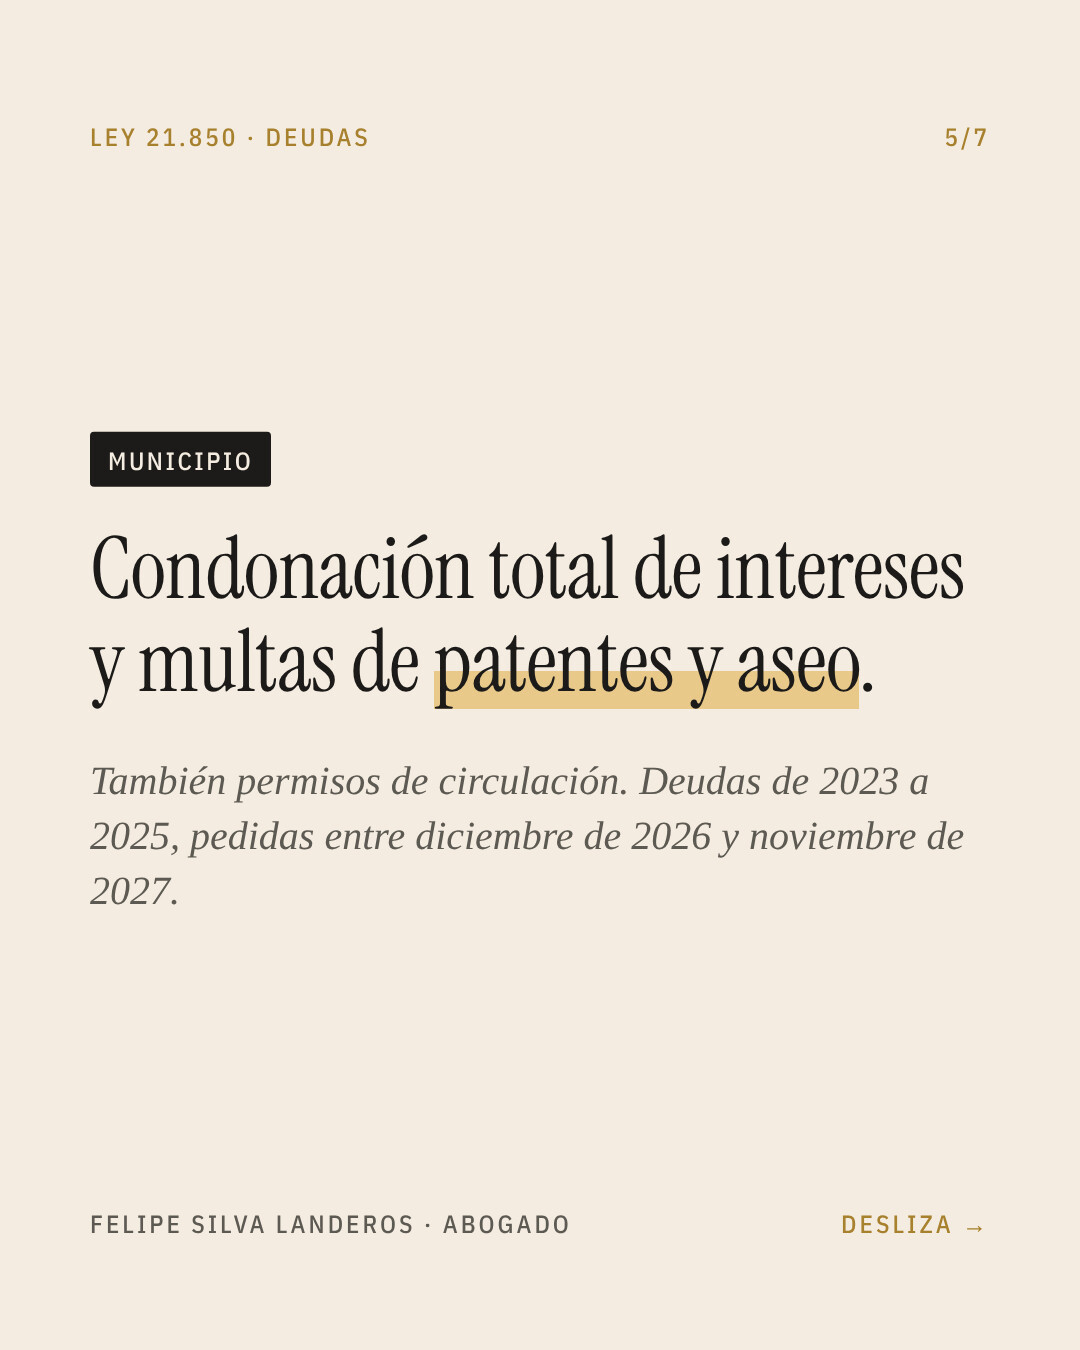 LEY 21.850 · DEUDAS
5/7
MUNICIPIO
Condonación total de intereses
y multas de patentes y aseo.
También permisos de circulación. Deudas de 2023 a
2025, pedidas entre diciembre de 2026 y noviembre de
2027.
FELIPE SILVA LANDEROS · ABOGADO
DESLIZA →